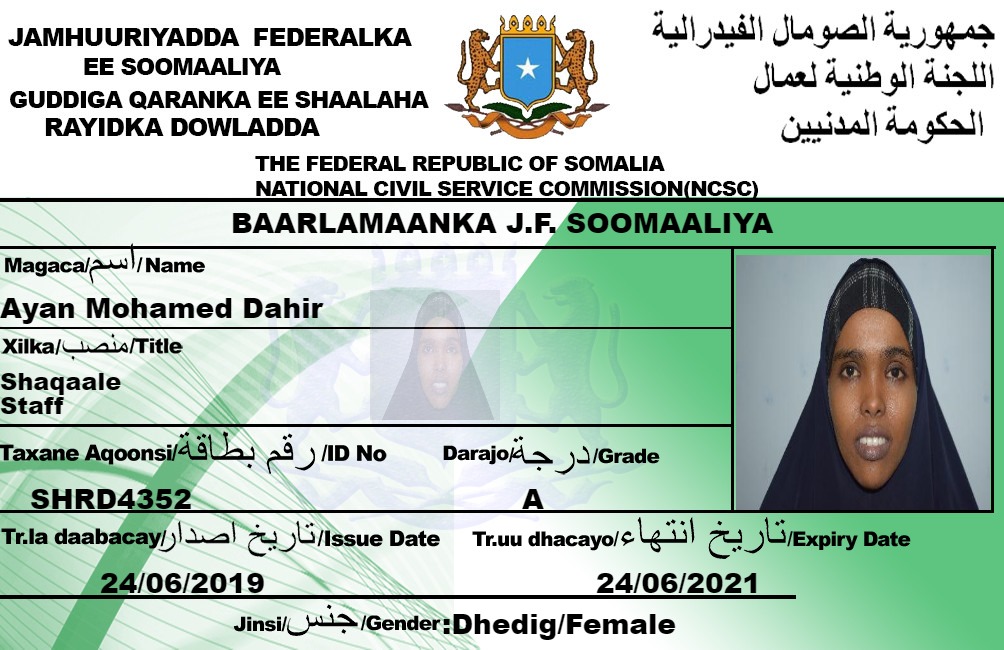 JAMHUURIYADDA FEDERALKA
EE SOOMAALIYA
GUDDIGA QARANKA EE SHAALAHA
RAYIDKA DOWLADDA
جمهورية الصومال الفيدرالية
اللجنة الوطنية لعمال
الحكومة المدنيين
THE FEDERAL REPUBLIC OF SOMALIA
NATIONAL CIVIL SERVICE COMMISSION(NCSC)
BAARLAMAANKA J.F. SOOMAALIYA
Magaca/اسم/Name
Ayan Mohamed Dahir
Xilka/منصب/Title
Shaqaale
Staff
Taxane Aqoonsi/رقم بطاقة/ID No
SHRD4352
Darajo/درجة/Grade
A
Tr.la daabacay/تاريخ اصدار/Issue Date
24/06/2019
Tr.uu dhacayo/تاريخ انتهاء/Expiry Date
24/06/2021
Jinsi/جنس/Gender:Dhedig/Female